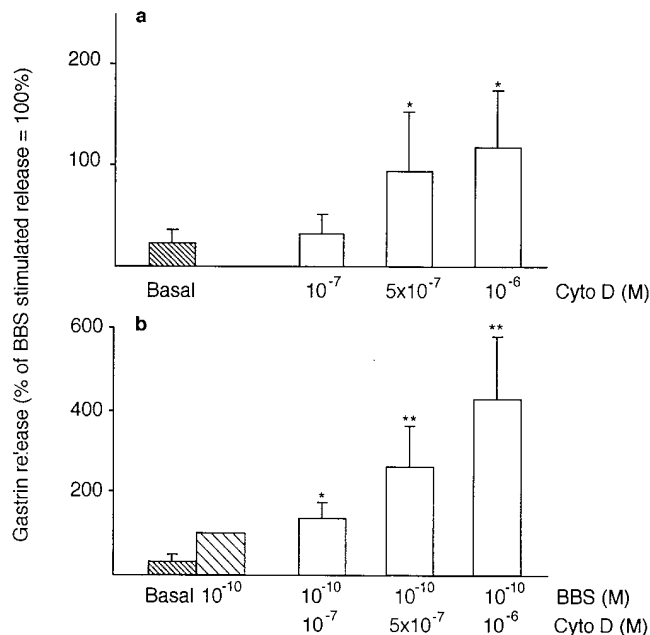 a
200
100
*
*
Basal
10⁻⁷
5x10⁻⁷
10⁻⁶
Cyto D (M)
Gastrin release (% of BBS stimulated release = 100%)
b
600
400
200
*
**
**
Basal 10⁻¹⁰ 10⁻¹⁰ 10⁻¹⁰ 10⁻¹⁰ BBS (M)
10⁻⁷ 5x10⁻⁷ 10⁻⁶ Cyto D (M)